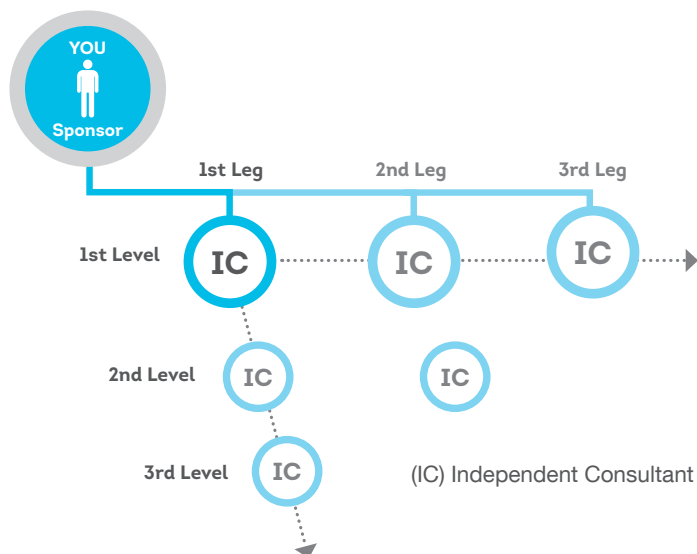 YOU
Sponsor
1st Leg
2nd Leg
3rd Leg
1st Level
IC
IC
IC
2nd Level
IC
IC
3rd Level
IC
(IC) Independent Consultant